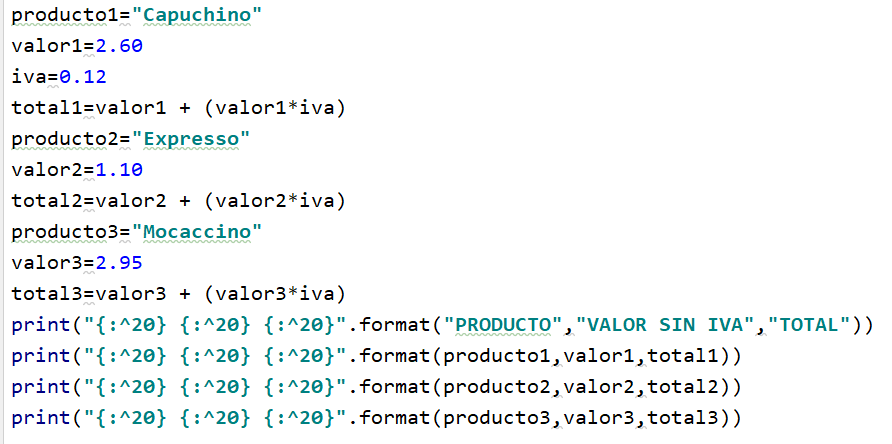 producto1="Capuchino"
valor1=2.60
iva=0.12
total1=valor1 + (valor1*iva)
producto2="Expresso"
valor2=1.10
total2=valor2 + (valor2*iva)
producto3="Mocaccino"
valor3=2.95
total3=valor3 + (valor3*iva)
print("{:^20} {:^20} {:^20}".format("PRODUCTO","VALOR SIN IVA","TOTAL"))
print("{:^20} {:^20} {:^20}".format(producto1,valor1,total1))
print("{:^20} {:^20} {:^20}".format(producto2,valor2,total2))
print("{:^20} {:^20} {:^20}".format(producto3,valor3,total3))